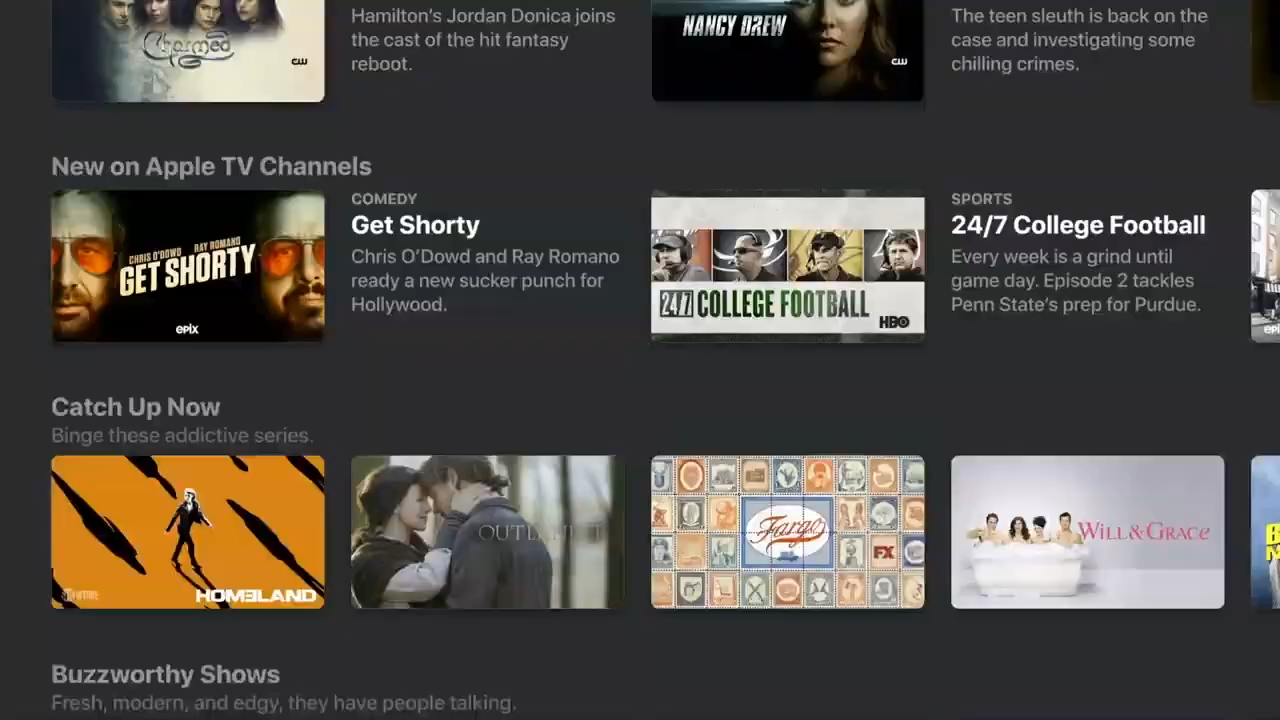 Charmed
CW
Hamilton's Jordan Donica joins
the cast of the hit fantasy
reboot.
NANCY DREW
CW
The teen sleuth is back on the
case and investigating some
chilling crimes.
New on Apple TV Channels
CHRIS O'DOWD RAY ROMANO
GET SHORTY
epix
COMEDY
Get Shorty
Chris O'Dowd and Ray Romano
ready a new sucker punch for
Hollywood.
24/7 COLLEGE FOOTBALL
HBO
SPORTS
24/7 College Football
Every week is a grind until
game day. Episode 2 tackles
Penn State's prep for Purdue.
Catch Up Now
Binge these addictive series.
SHOWTIME
HOMELAND
OUTLANDER
Fargo
FX
WILL & GRACE
Buzzworthy Shows
Fresh, modern, and edgy, they have people talking.